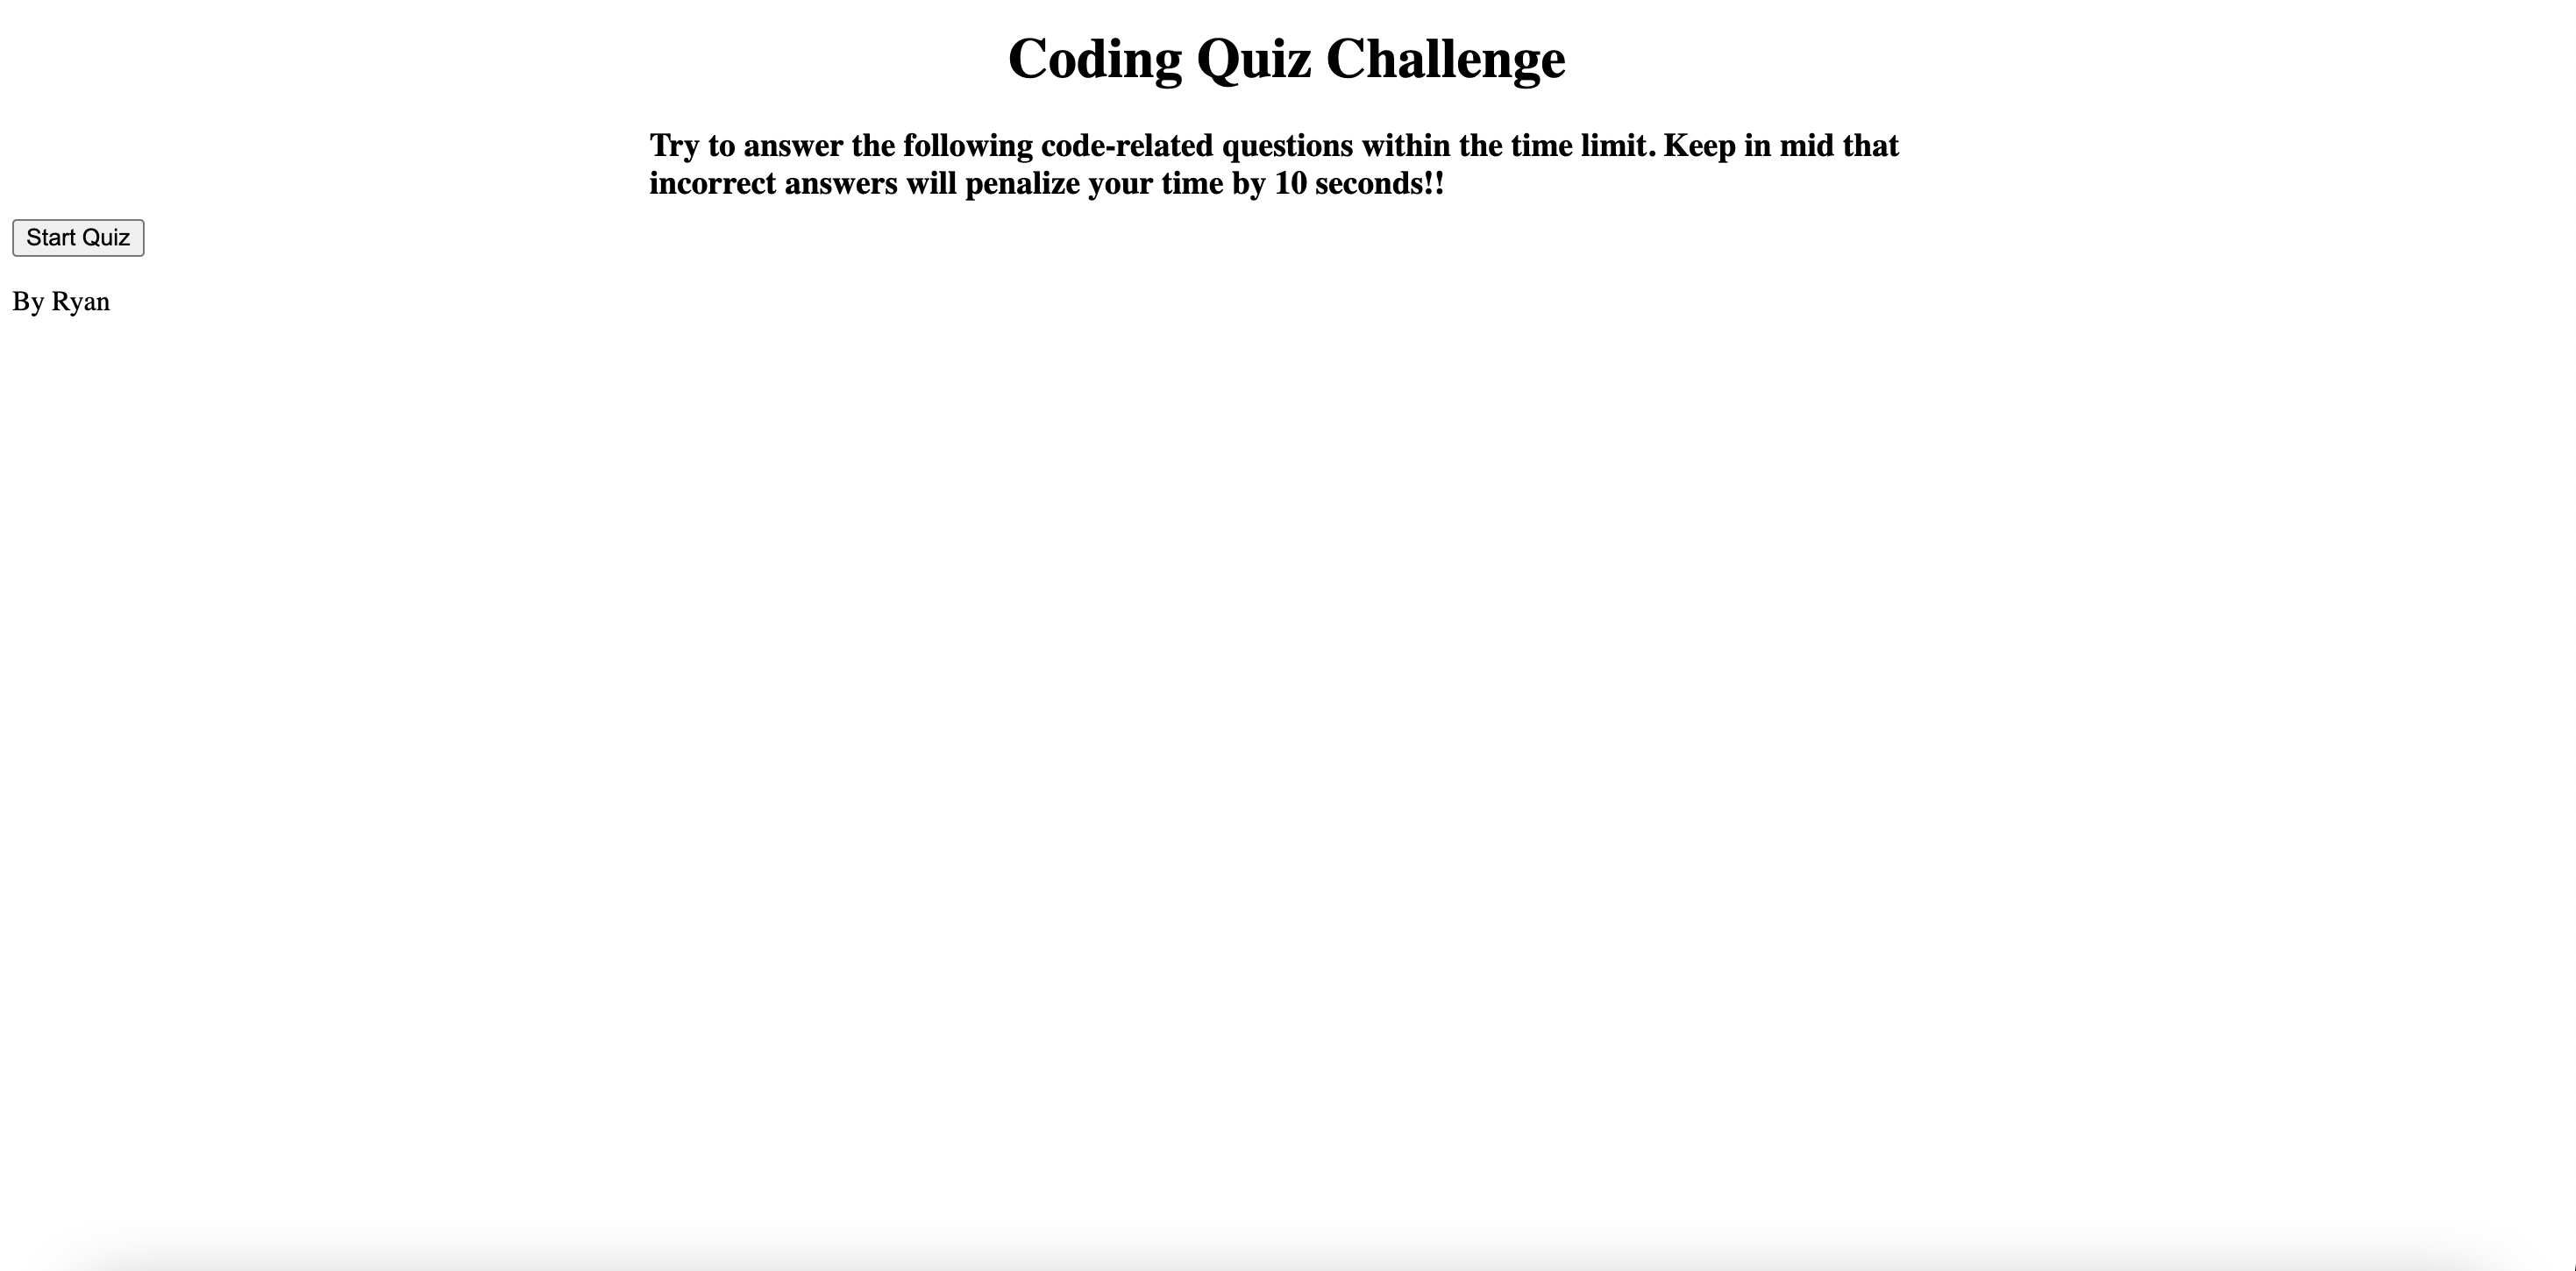 Coding Quiz Challenge
Try to answer the following code-related questions within the time limit. Keep in mid that
incorrect answers will penalize your time by 10 seconds!!
Start Quiz
By Ryan